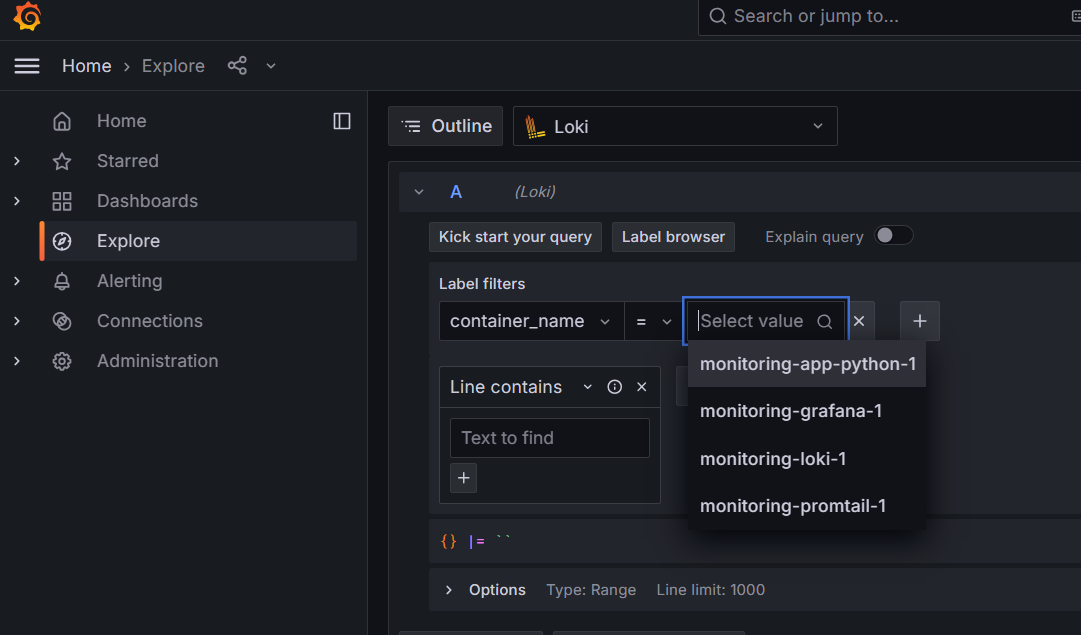 Search or jump to...
Home › Explore
Home
Starred
Dashboards
Explore
Alerting
Connections
Administration
Outline
Loki
A (Loki)
Kick start your query
Label browser
Explain query
Label filters
container_name
=
Select value
monitoring-app-python-1
monitoring-grafana-1
monitoring-loki-1
monitoring-promtail-1
Line contains
Text to find
{} |= ``
Options Type: Range Line limit: 1000